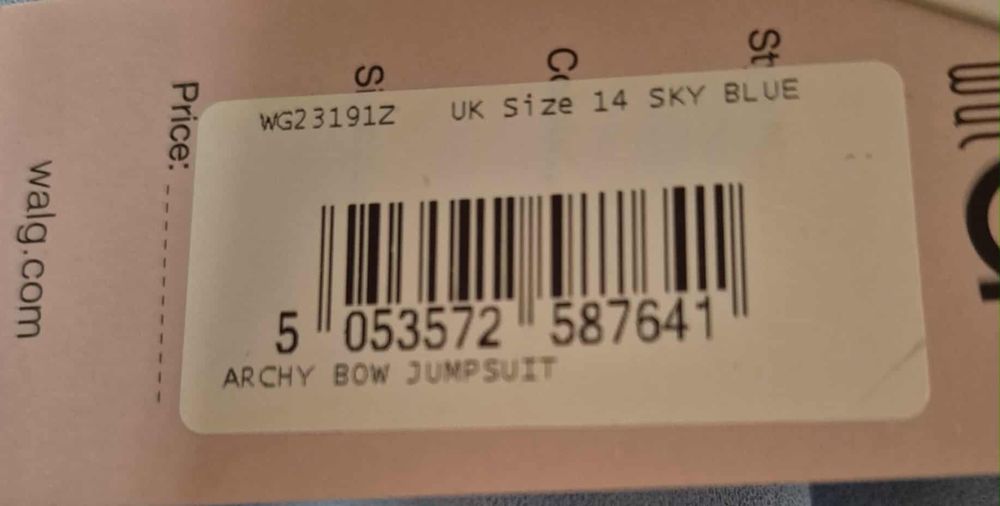 WG23191Z UK Size 14 SKY BLUE
5 053572 587641
ARCHY BOW JUMPSUIT
Price:
walg.com